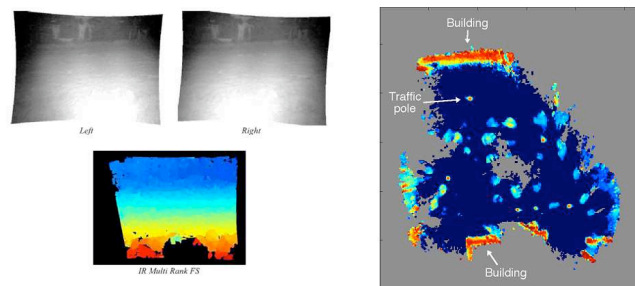 Left
Right
IR Multi Rank FS
Building
Traffic
pole
Building